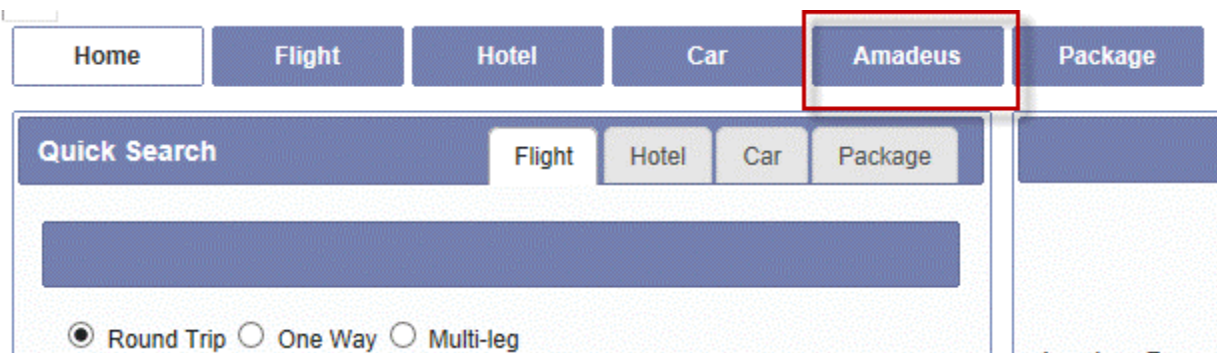 Home Flight Hotel Car Amadeus Package
Quick Search Flight Hotel Car Package
Round Trip One Way Multi-leg